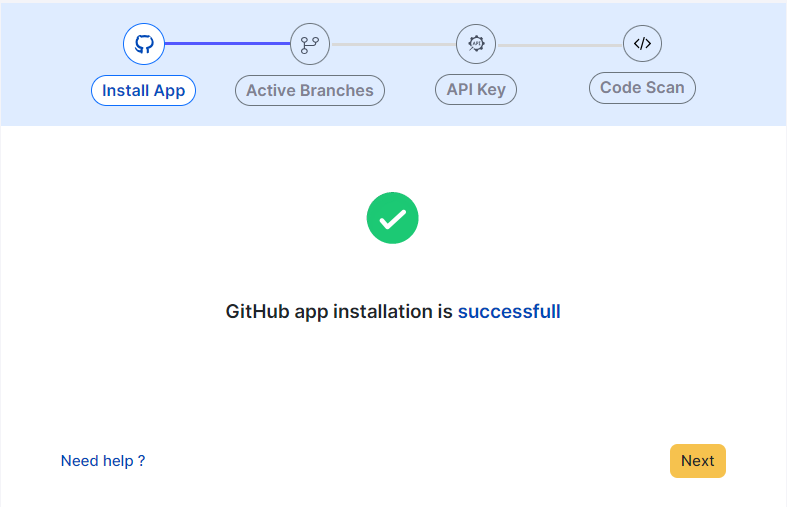 Install App
Active Branches
API Key
Code Scan
GitHub app installation is successfull
Need help ?
Next